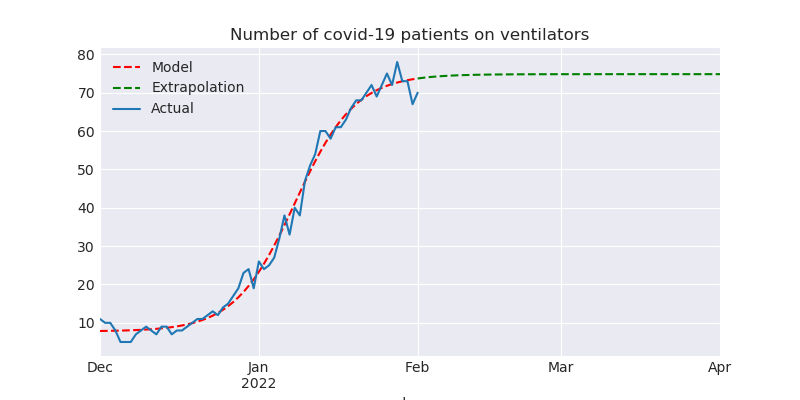 Number of covid-19 patients on ventilators
80
70
60
50
40
30
20
10
Model
Extrapolation
Actual
Dec
Jan
2022
Feb
Mar
Apr